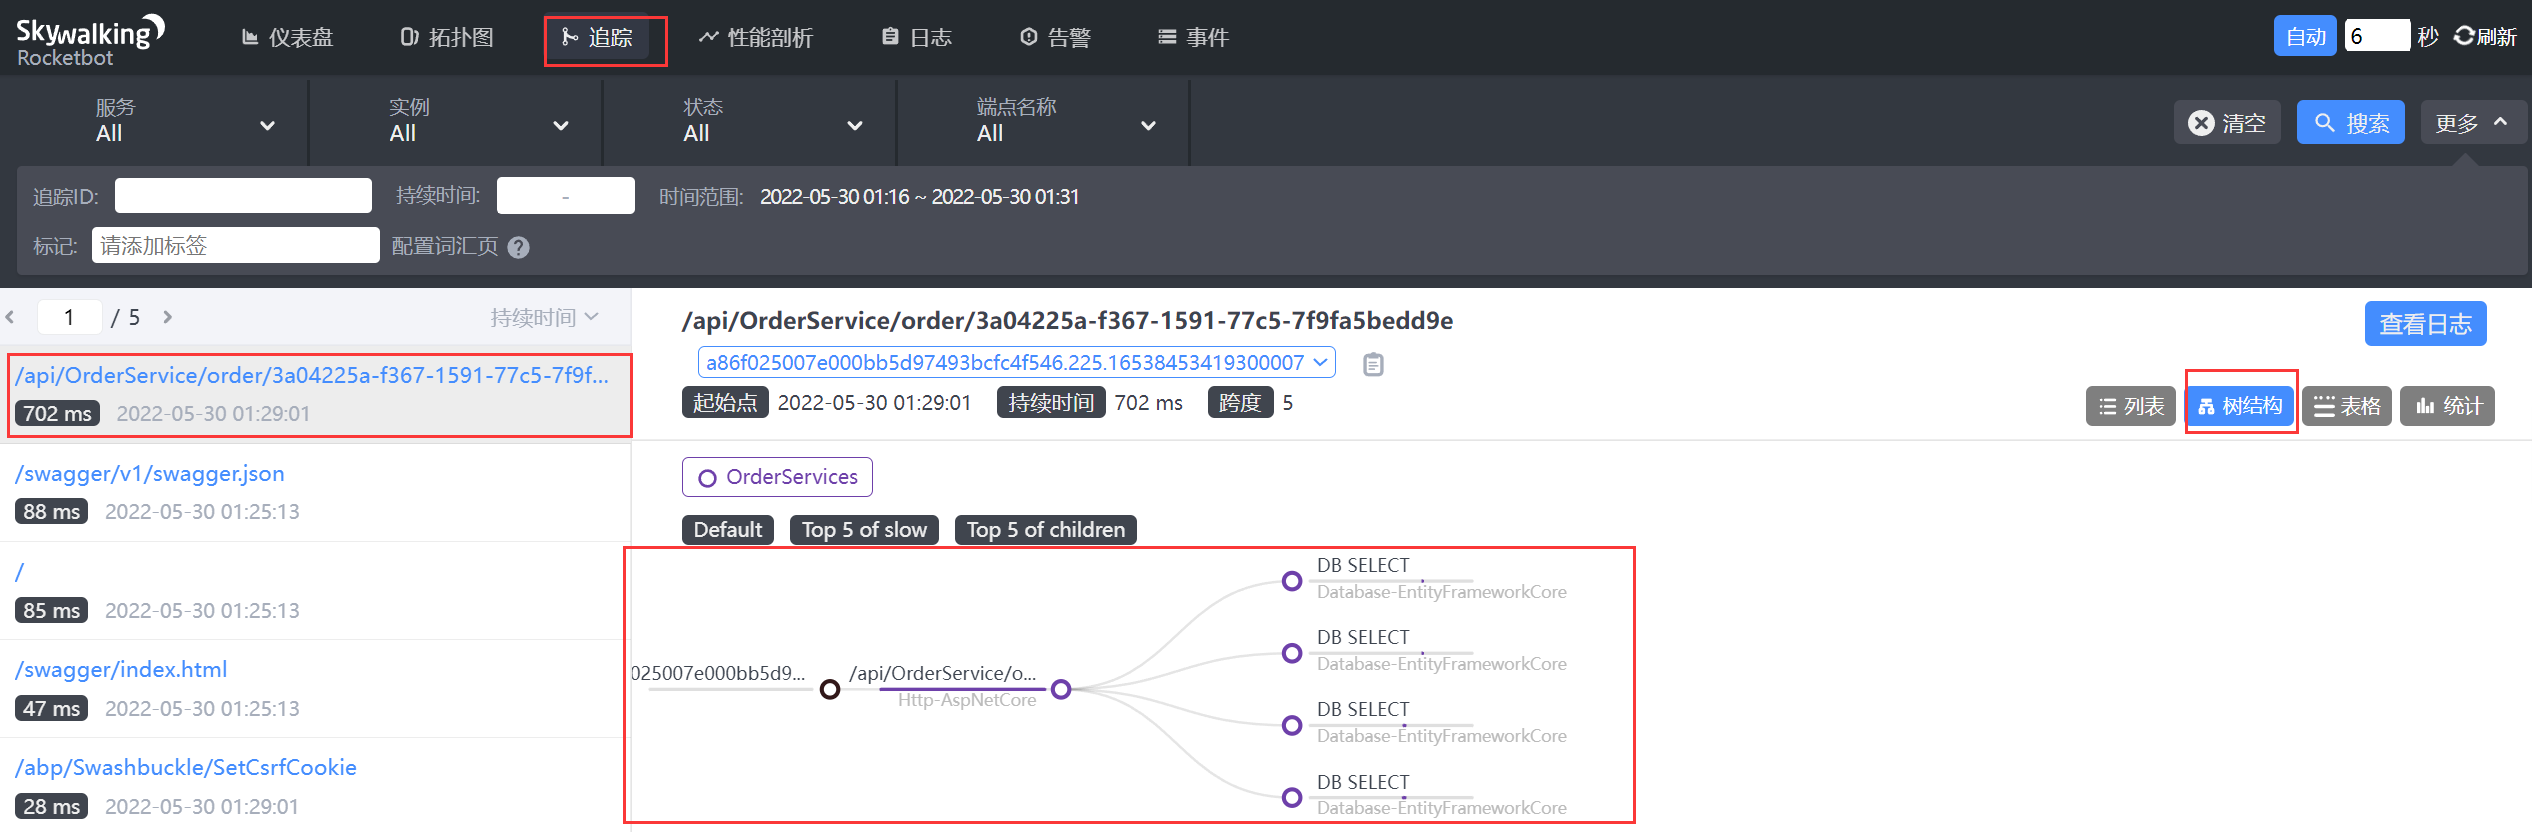 Skywalking
Rocketbot
仪表盘
拓扑图
追踪
性能剖析
日志
告警
事件
自动
6
秒
刷新
服务
All
实例
All
状态
All
端点名称
All
清空
搜索
更多
追踪ID:
持续时间:
-
时间范围:
2022-05-30 01:16 ~ 2022-05-30 01:31
标记:
请添加标签
配置词汇页
?
1 / 5
持续时间
/api/OrderService/order/3a04225a-f367-1591-77c5-7f9f...
702 ms 2022-05-30 01:29:01
/swagger/v1/swagger.json
88 ms 2022-05-30 01:25:13
/
85 ms 2022-05-30 01:25:13
/swagger/index.html
47 ms 2022-05-30 01:25:13
/abp/Swashbuckle/SetCsrfCookie
28 ms 2022-05-30 01:29:01
/api/OrderService/order/3a04225a-f367-1591-77c5-7f9fa5bedd9e
查看日志
a86f025007e000bb5d97493bcfc4f546.225.16538453419300007
起始点 2022-05-30 01:29:01 持续时间 702 ms 跨度 5
列表
树结构
表格
统计
OrderServices
Default
Top 5 of slow
Top 5 of children
025007e000bb5d9...
/api/OrderService/o...
Http-AspNetCore
DB SELECT
Database-EntityFrameworkCore
DB SELECT
Database-EntityFrameworkCore
DB SELECT
Database-EntityFrameworkCore
DB SELECT
Database-EntityFrameworkCore